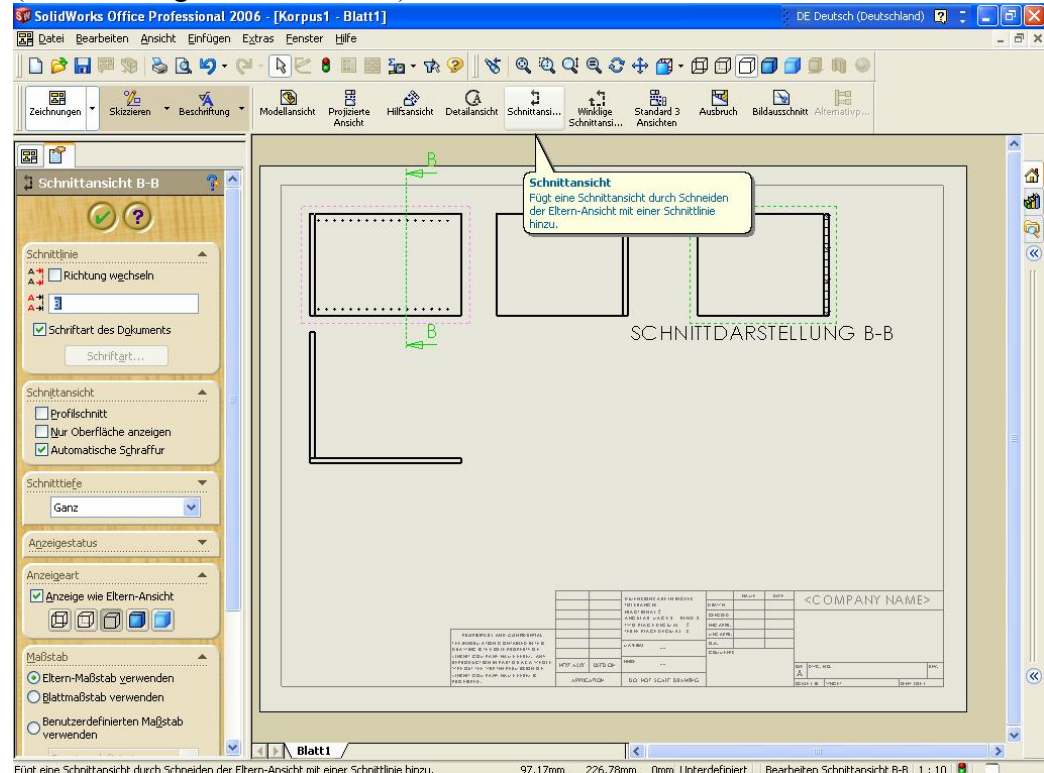 SolidWorks Office Professional 2006 - [Korpus1 - Blatt1]
DE Deutsch (Deutschland)
Datei Bearbeiten Ansicht Einfügen Extras Fenster Hilfe
Zeichnungen Skizzieren Beschriftung Modellansicht Projizierte Ansicht Hilfsansicht Detailansicht Schnittansi... Winklige Schnittansi... Standard 3 Ansichten Ausbruch Bildausschnitt Alternativp...
Schnittansicht B-B
Schnittlinie
Richtung wechseln
B
Schriftart des Dokuments
Schriftart...
Schnittansicht
Profilschnitt
Nur Oberfläche anzeigen
Automatische Schraffur
Schnitttiefe
Ganz
Anzeigestatus
Anzeigeart
Anzeige wie Eltern-Ansicht
Maßstab
Eltern-Maßstab verwenden
Blattmaßstab verwenden
Benutzerdefinierten Maßstab
verwenden
B
Schnittansicht
Fügt eine Schnittansicht durch Schneiden
der Eltern-Ansicht mit einer Schnittlinie
hinzu.
B
SCHNITTDARSTELLUNG B-B
<COMPANY NAME>
APPLICATION
DO NOT SCALE DRAWING
Blatt1
Fügt eine Schnittansicht durch Schneiden der Eltern-Ansicht mit einer Schnittlinie hinzu.
97.17mm 226.78mm 0mm Unterdefiniert Bearbeiten Schnittansicht B-B 1 : 10